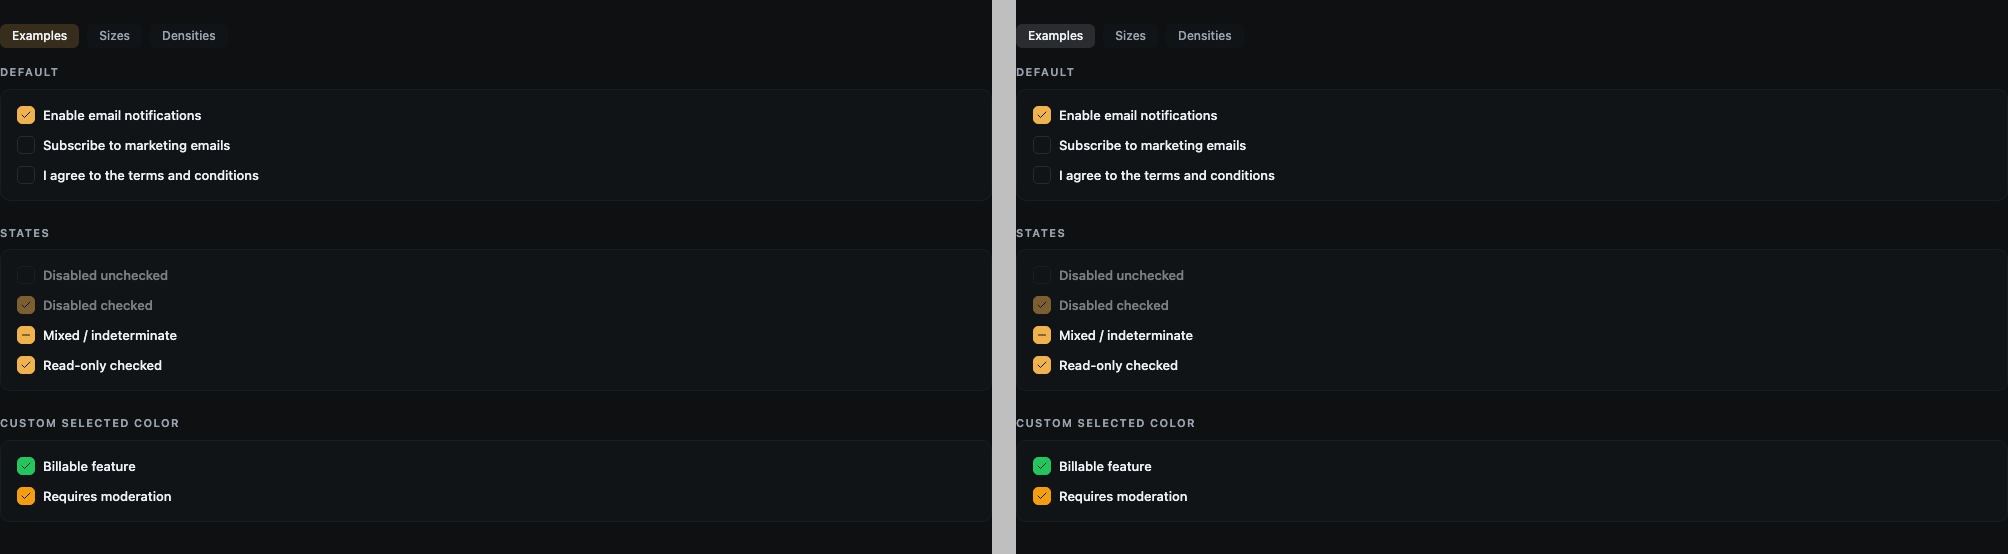 Examples Sizes Densities
DEFAULT
Enable email notifications
Subscribe to marketing emails
I agree to the terms and conditions
STATES
Disabled unchecked
Disabled checked
Mixed / indeterminate
Read-only checked
CUSTOM SELECTED COLOR
Billable feature
Requires moderation
Examples Sizes Densities
DEFAULT
Enable email notifications
Subscribe to marketing emails
I agree to the terms and conditions
STATES
Disabled unchecked
Disabled checked
Mixed / indeterminate
Read-only checked
CUSTOM SELECTED COLOR
Billable feature
Requires moderation